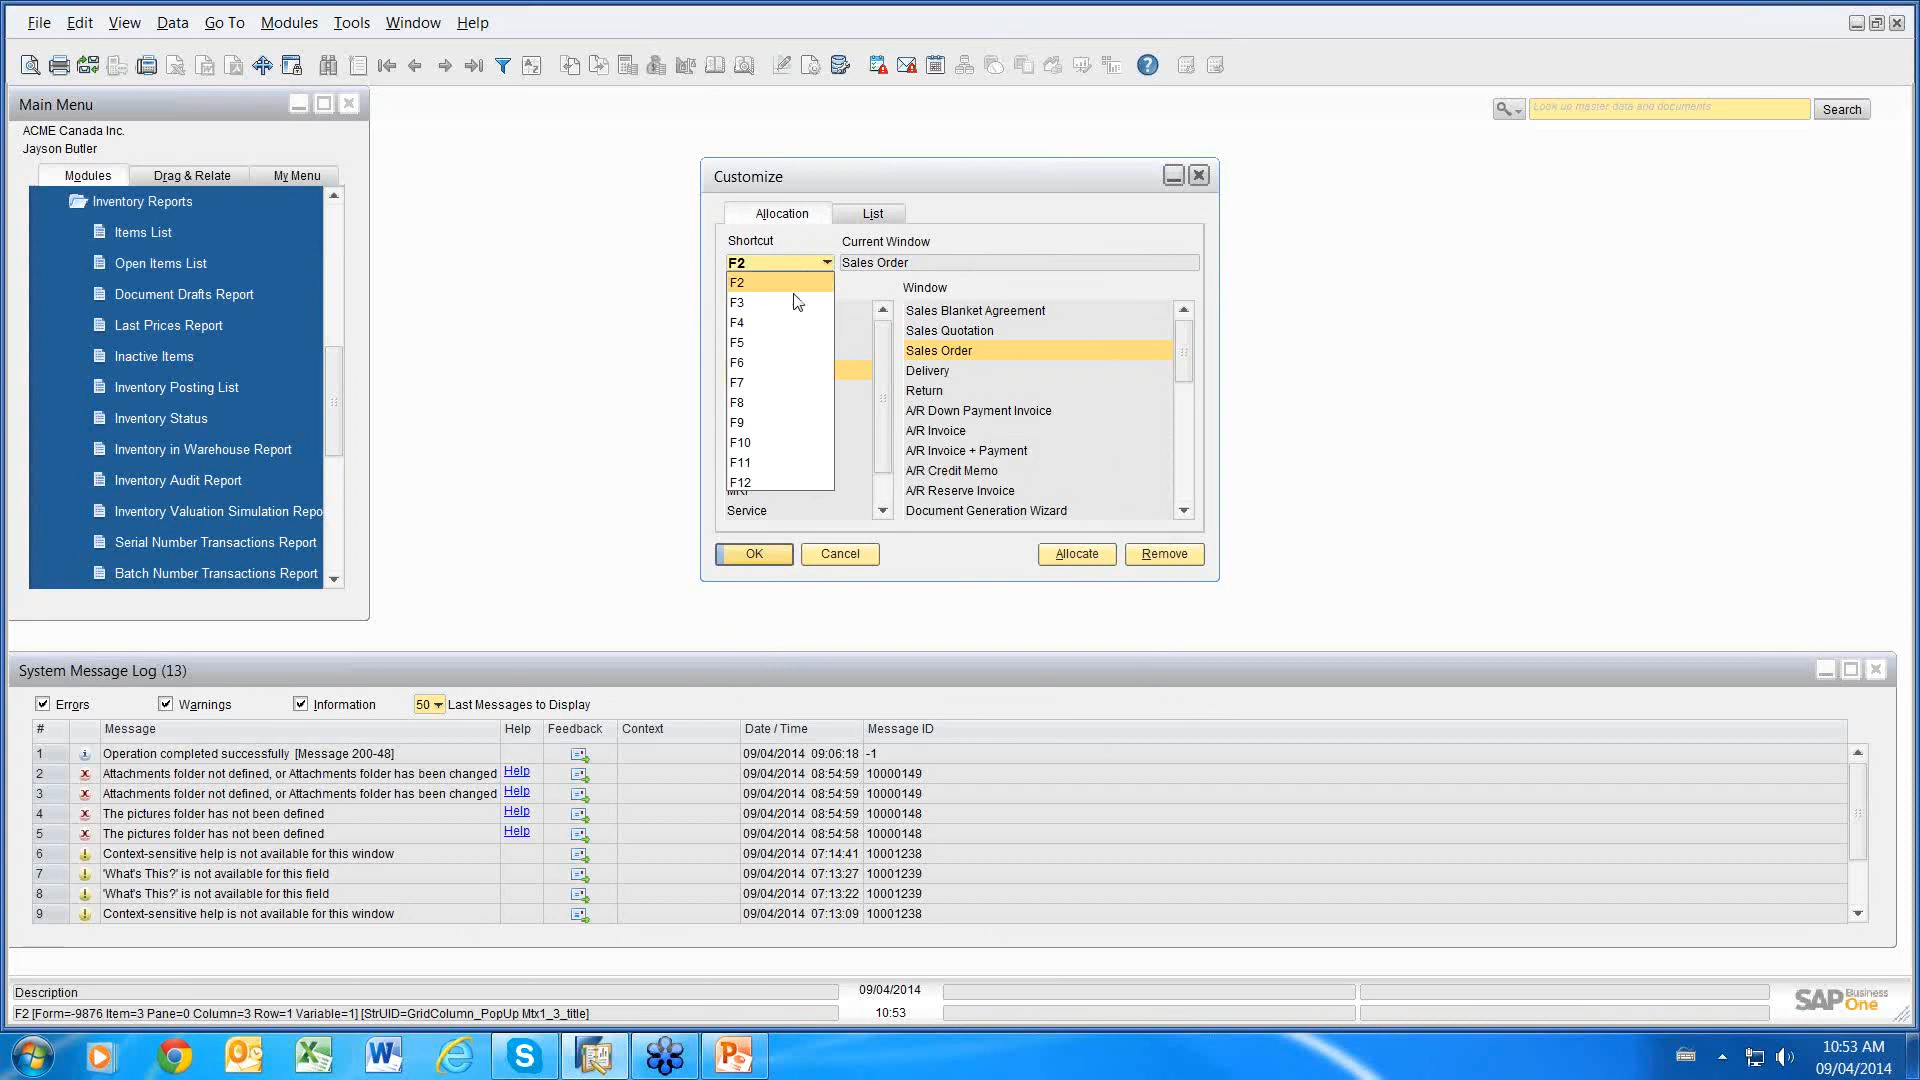 File Edit View Data Go To Modules Tools Window Help
Main Menu
ACME Canada Inc.
Jayson Butler
Modules Drag & Relate My Menu
Inventory Reports
Items List
Open Items List
Document Drafts Report
Last Prices Report
Inactive Items
Inventory Posting List
Inventory Status
Inventory in Warehouse Report
Inventory Audit Report
Inventory Valuation Simulation Repo
Serial Number Transactions Report
Batch Number Transactions Report
Look up master data and documents
Search
Customize
Allocation List
Shortcut Current Window
F2 Sales Order
F2
F3
F4
F5
F6
F7
F8
F9
F10
F11
F12
MRP
Service
Window
Sales Blanket Agreement
Sales Quotation
Sales Order
Delivery
Return
A/R Down Payment Invoice
A/R Invoice
A/R Invoice + Payment
A/R Credit Memo
A/R Reserve Invoice
Document Generation Wizard
OK Cancel Allocate Remove
System Message Log (13)
Errors Warnings Information 50 Last Messages to Display
# Message Help Feedback Context Date / Time Message ID
1 Operation completed successfully [Message 200-48] 09/04/2014 09:06:18 -1
2 Attachments folder not defined, or Attachments folder has been changed Help 09/04/2014 08:54:59 10000149
3 Attachments folder not defined, or Attachments folder has been changed Help 09/04/2014 08:54:59 10000149
4 The pictures folder has not been defined Help 09/04/2014 08:54:59 10000148
5 The pictures folder has not been defined Help 09/04/2014 08:54:58 10000148
6 Context-sensitive help is not available for this window 09/04/2014 07:14:41 10001238
7 'What's This?' is not available for this field 09/04/2014 07:13:27 10001239
8 'What's This?' is not available for this field 09/04/2014 07:13:22 10001239
9 Context-sensitive help is not available for this window 09/04/2014 07:13:09 10001238
Description 09/04/2014
F2 [Form=-9876 Item=3 Pane=0 Column=3 Row=1 Variable=1] [StrUID=GridColumn_PopUp Mtx1_3_title] 10:53
SAP Business One
10:53 AM
09/04/2014